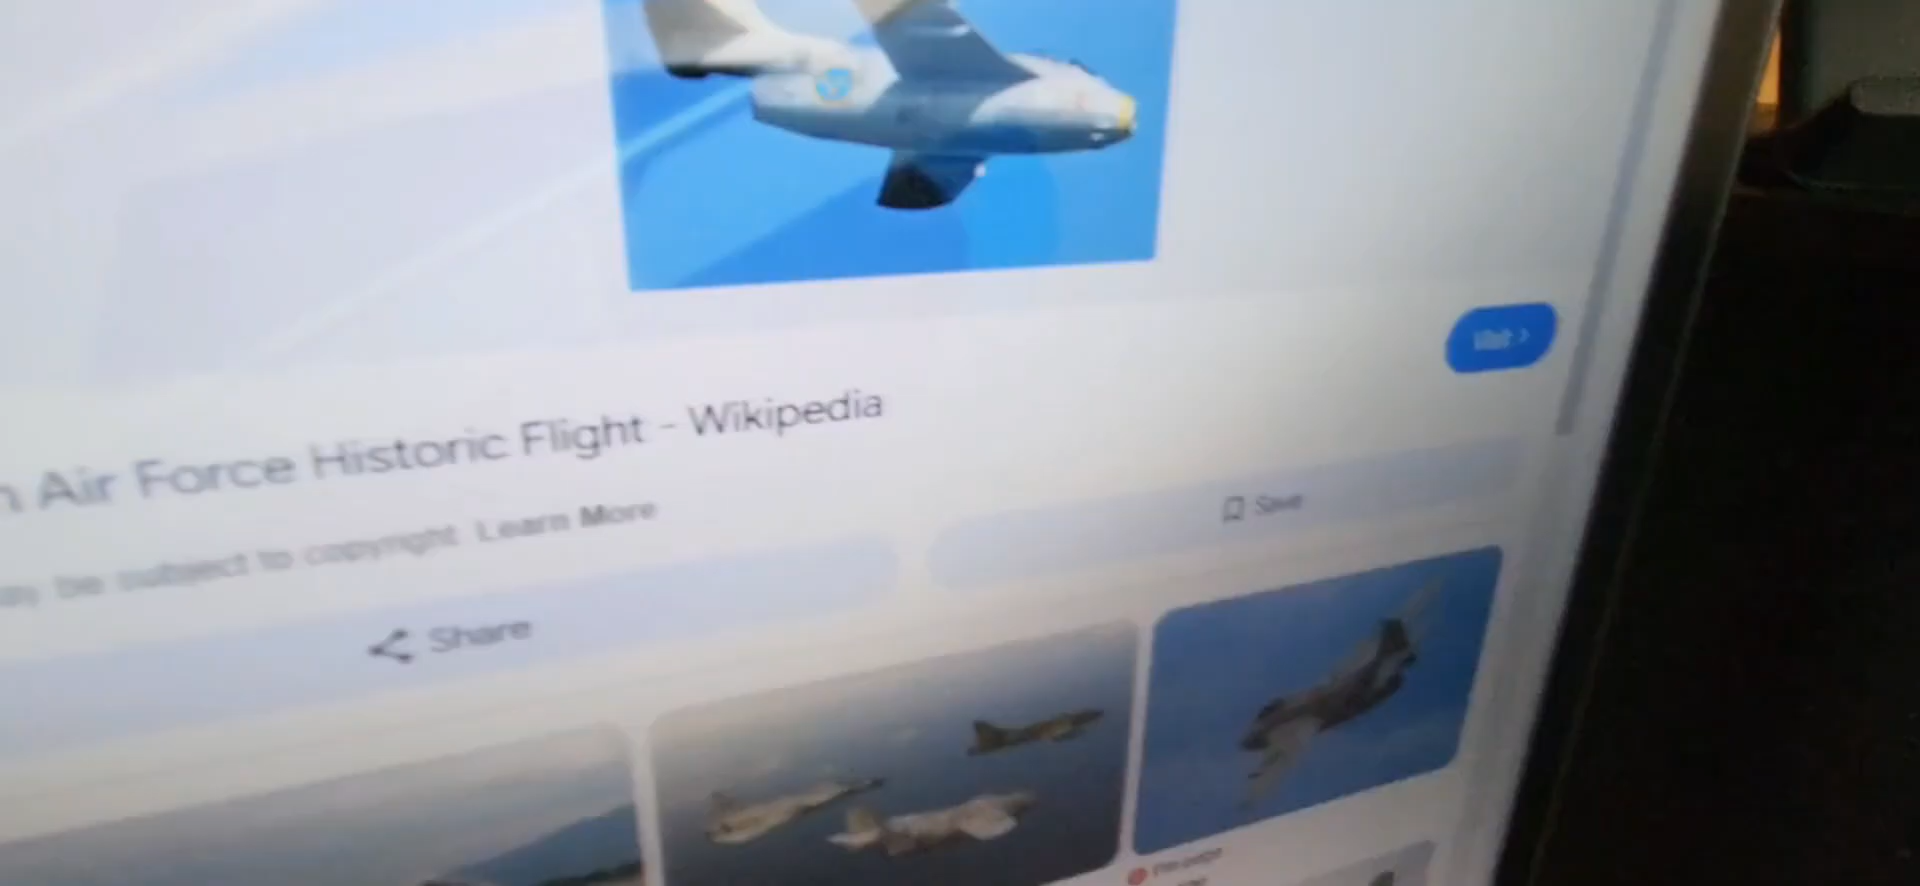 Visit >
n Air Force Historic Flight - Wikipedia
be subject to copyright Learn More
Save
Share